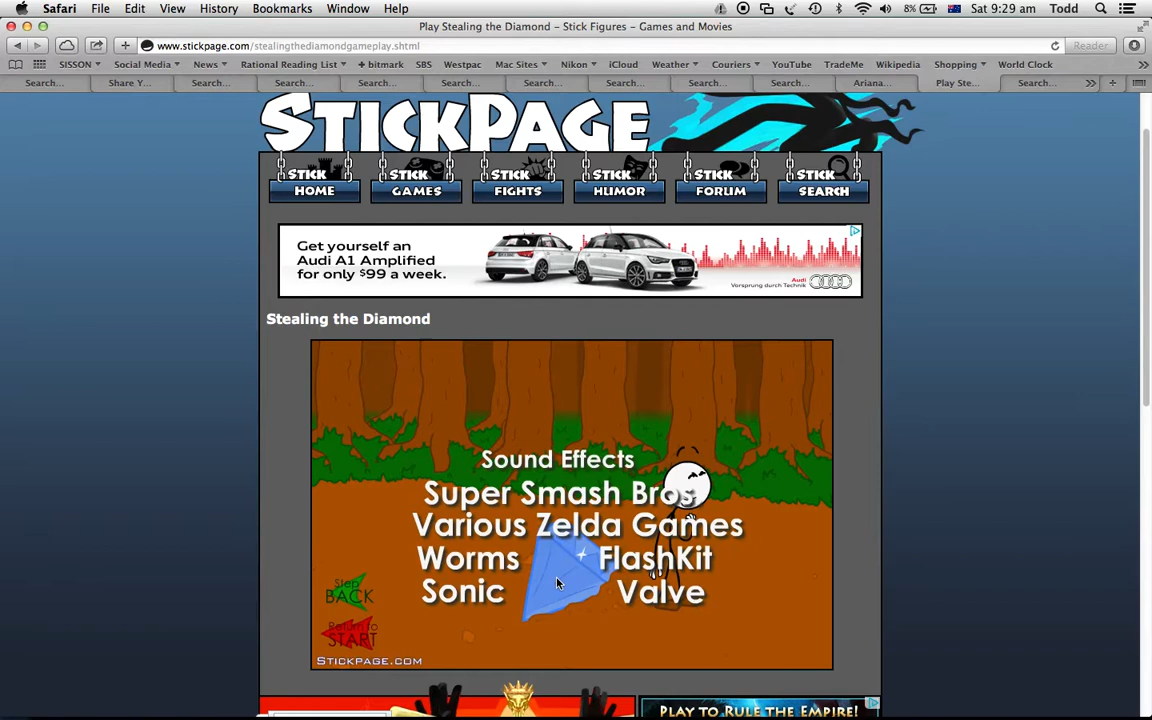 Safari File Edit View History Bookmarks Window Help 8% Sat 9:29 am Todd
Play Stealing the Diamond – Stick Figures – Games and Movies
www.stickpage.com/stealingthediamondgameplay.shtml Reader
SISSON Social Media News Rational Reading List + bitmark SBS Westpac Mac Sites Nikon iCloud Weather Couriers YouTube TradeMe Wikipedia Shopping World Clock
Search... Share Y... Search... Search... Search... Search... Search... Search... Search... Search... Ariana... Play Ste... Search...
STICKPAGE
STICK STICK STICK STICK STICK STICK
HOME GAMES FIGHTS HUMOR FORUM SEARCH
Get yourself an
Audi A1 Amplified
for only $99 a week.
Audi
Vorsprung durch Technik
Stealing the Diamond
Sound Effects
Super Smash Bros.
Various Zelda Games
Worms FlashKit
Sonic Valve
Step
BACK
Return to
START
STICKPAGE.COM
PLAY TO RULE THE EMPIRE!